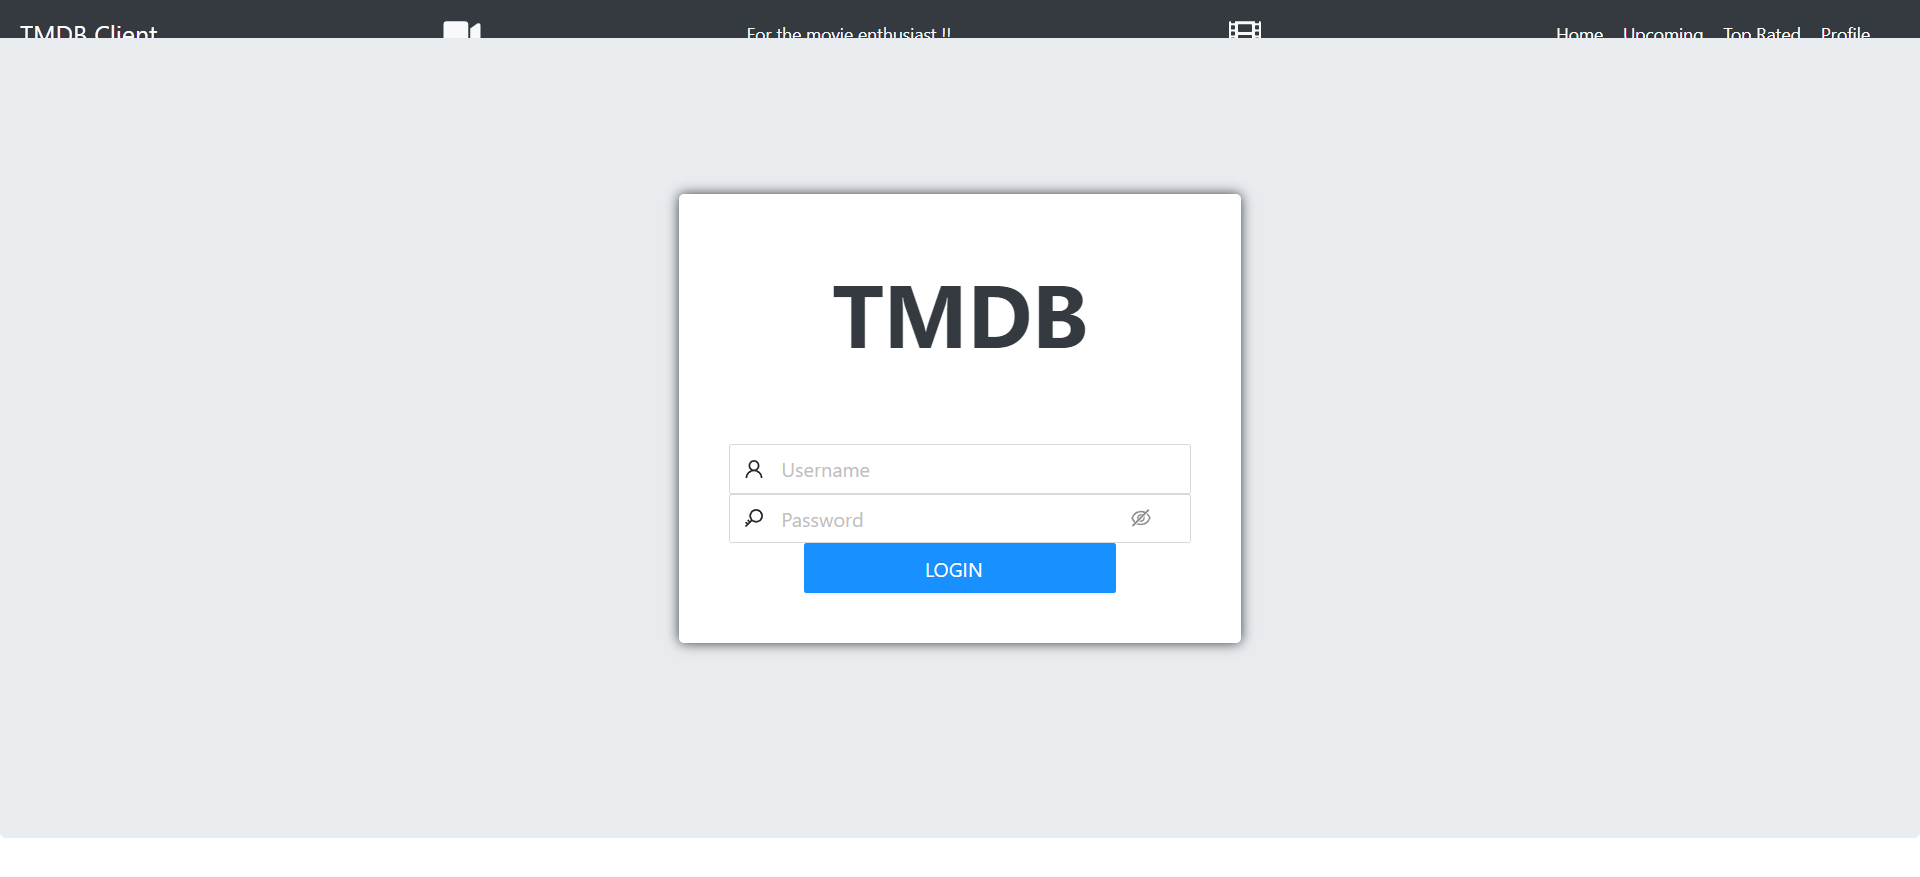 TMDB Client
For the movie enthusiast !!
Home Upcoming Top Rated Profile
TMDB
Username
Password
LOGIN